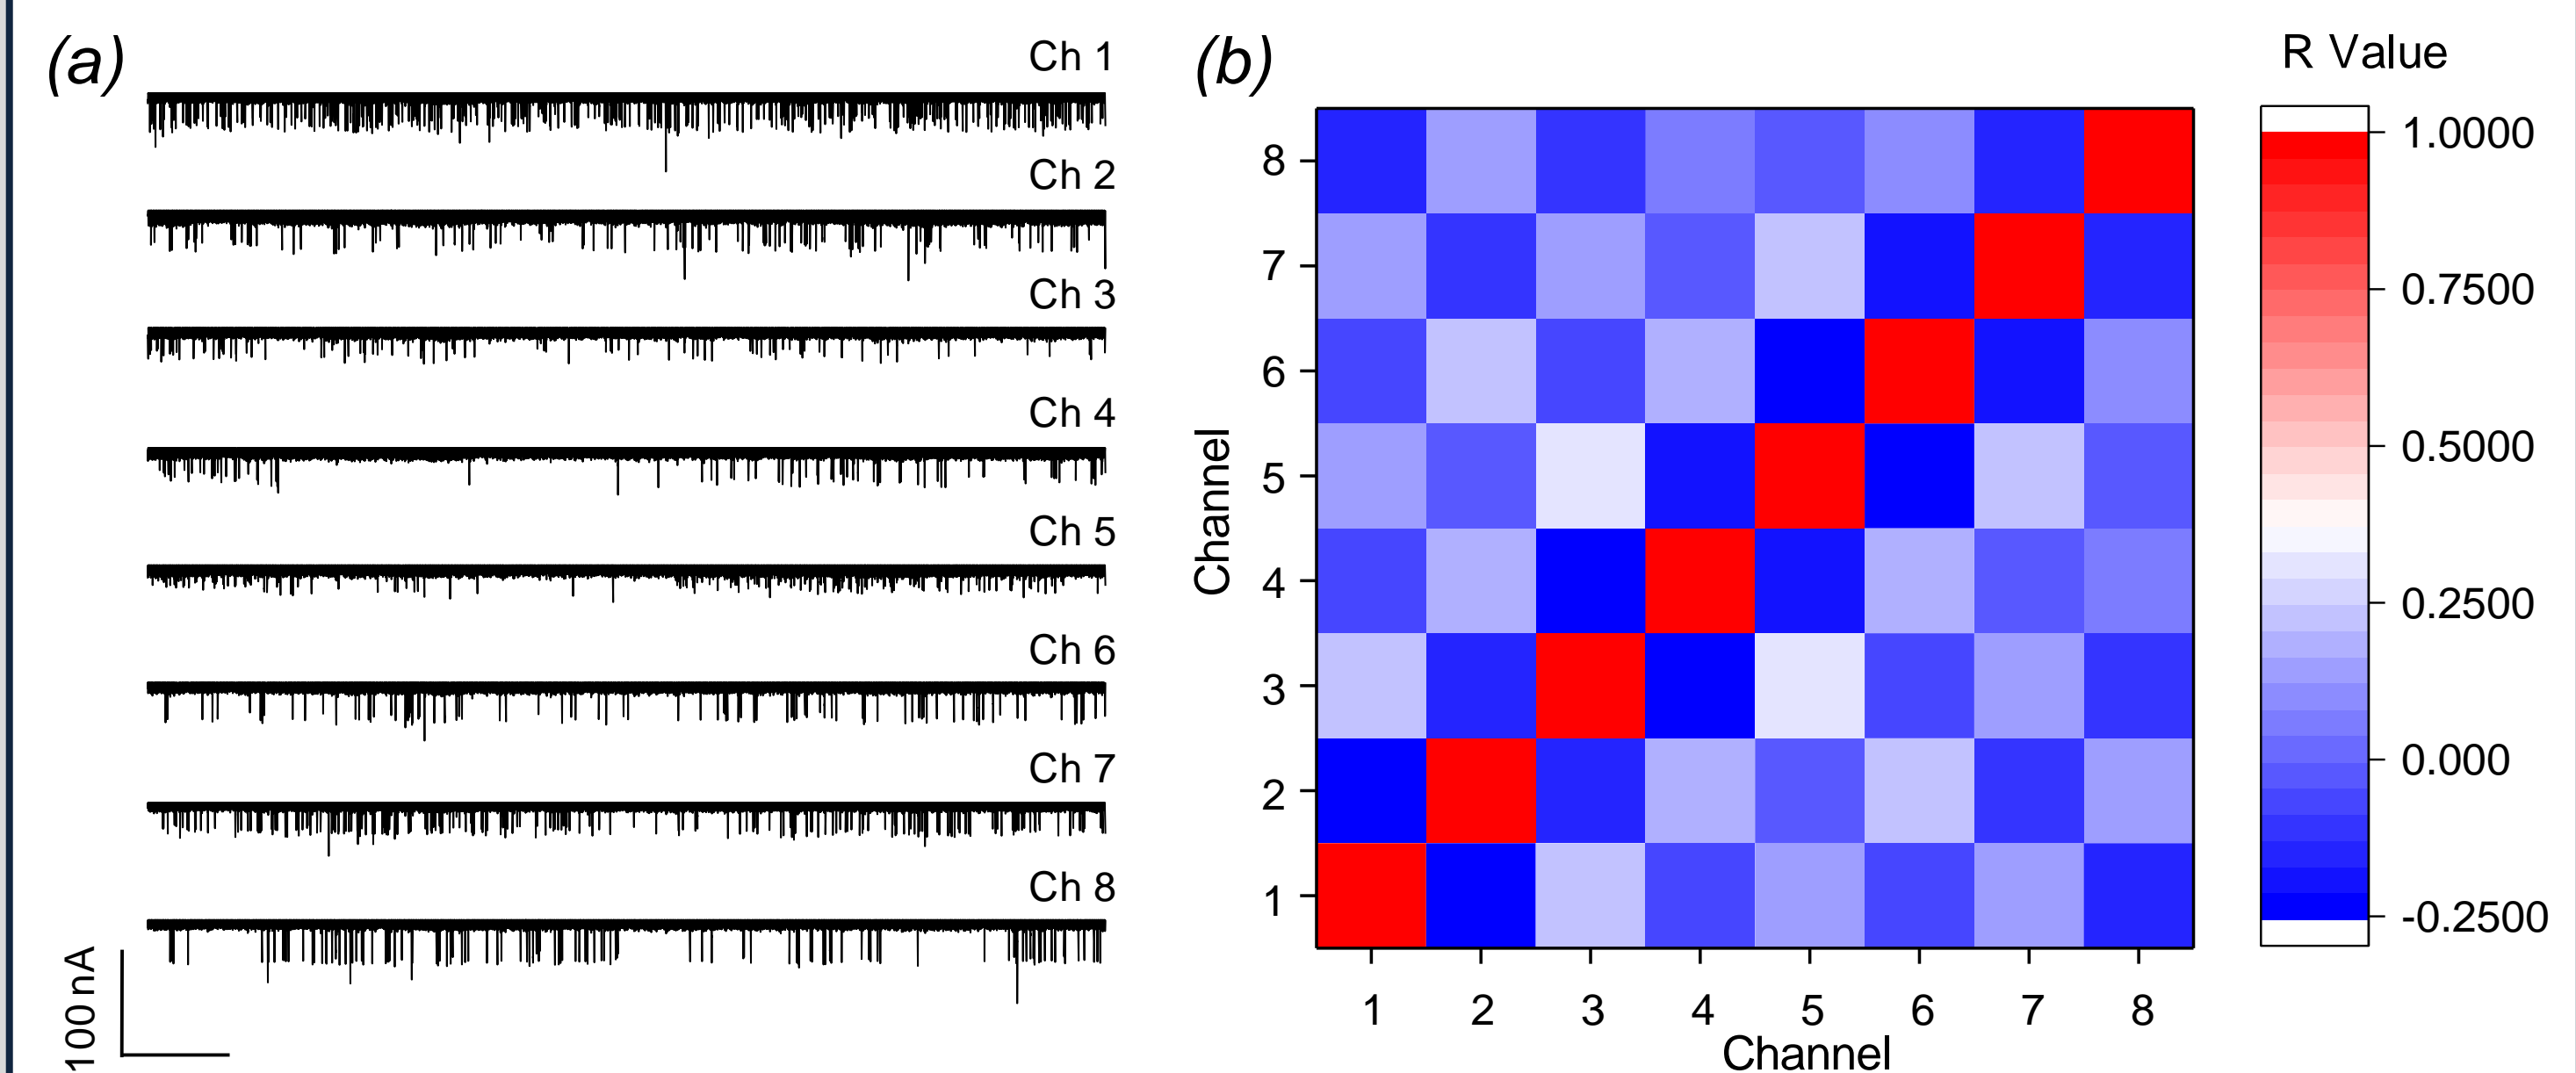 (a)
Ch 1
Ch 2
Ch 3
Ch 4
Ch 5
Ch 6
Ch 7
Ch 8
100 nA
(b)
Channel
8
7
6
5
4
3
2
1
1 2 3 4 5 6 7 8
Channel
R Value
1.0000
0.7500
0.5000
0.2500
0.000
-0.2500